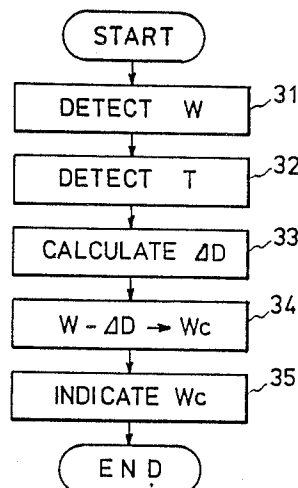 START
DETECT W 31
DETECT T 32
CALCULATE ΔD 33
W - ΔD → Wc 34
INDICATE Wc 35
END